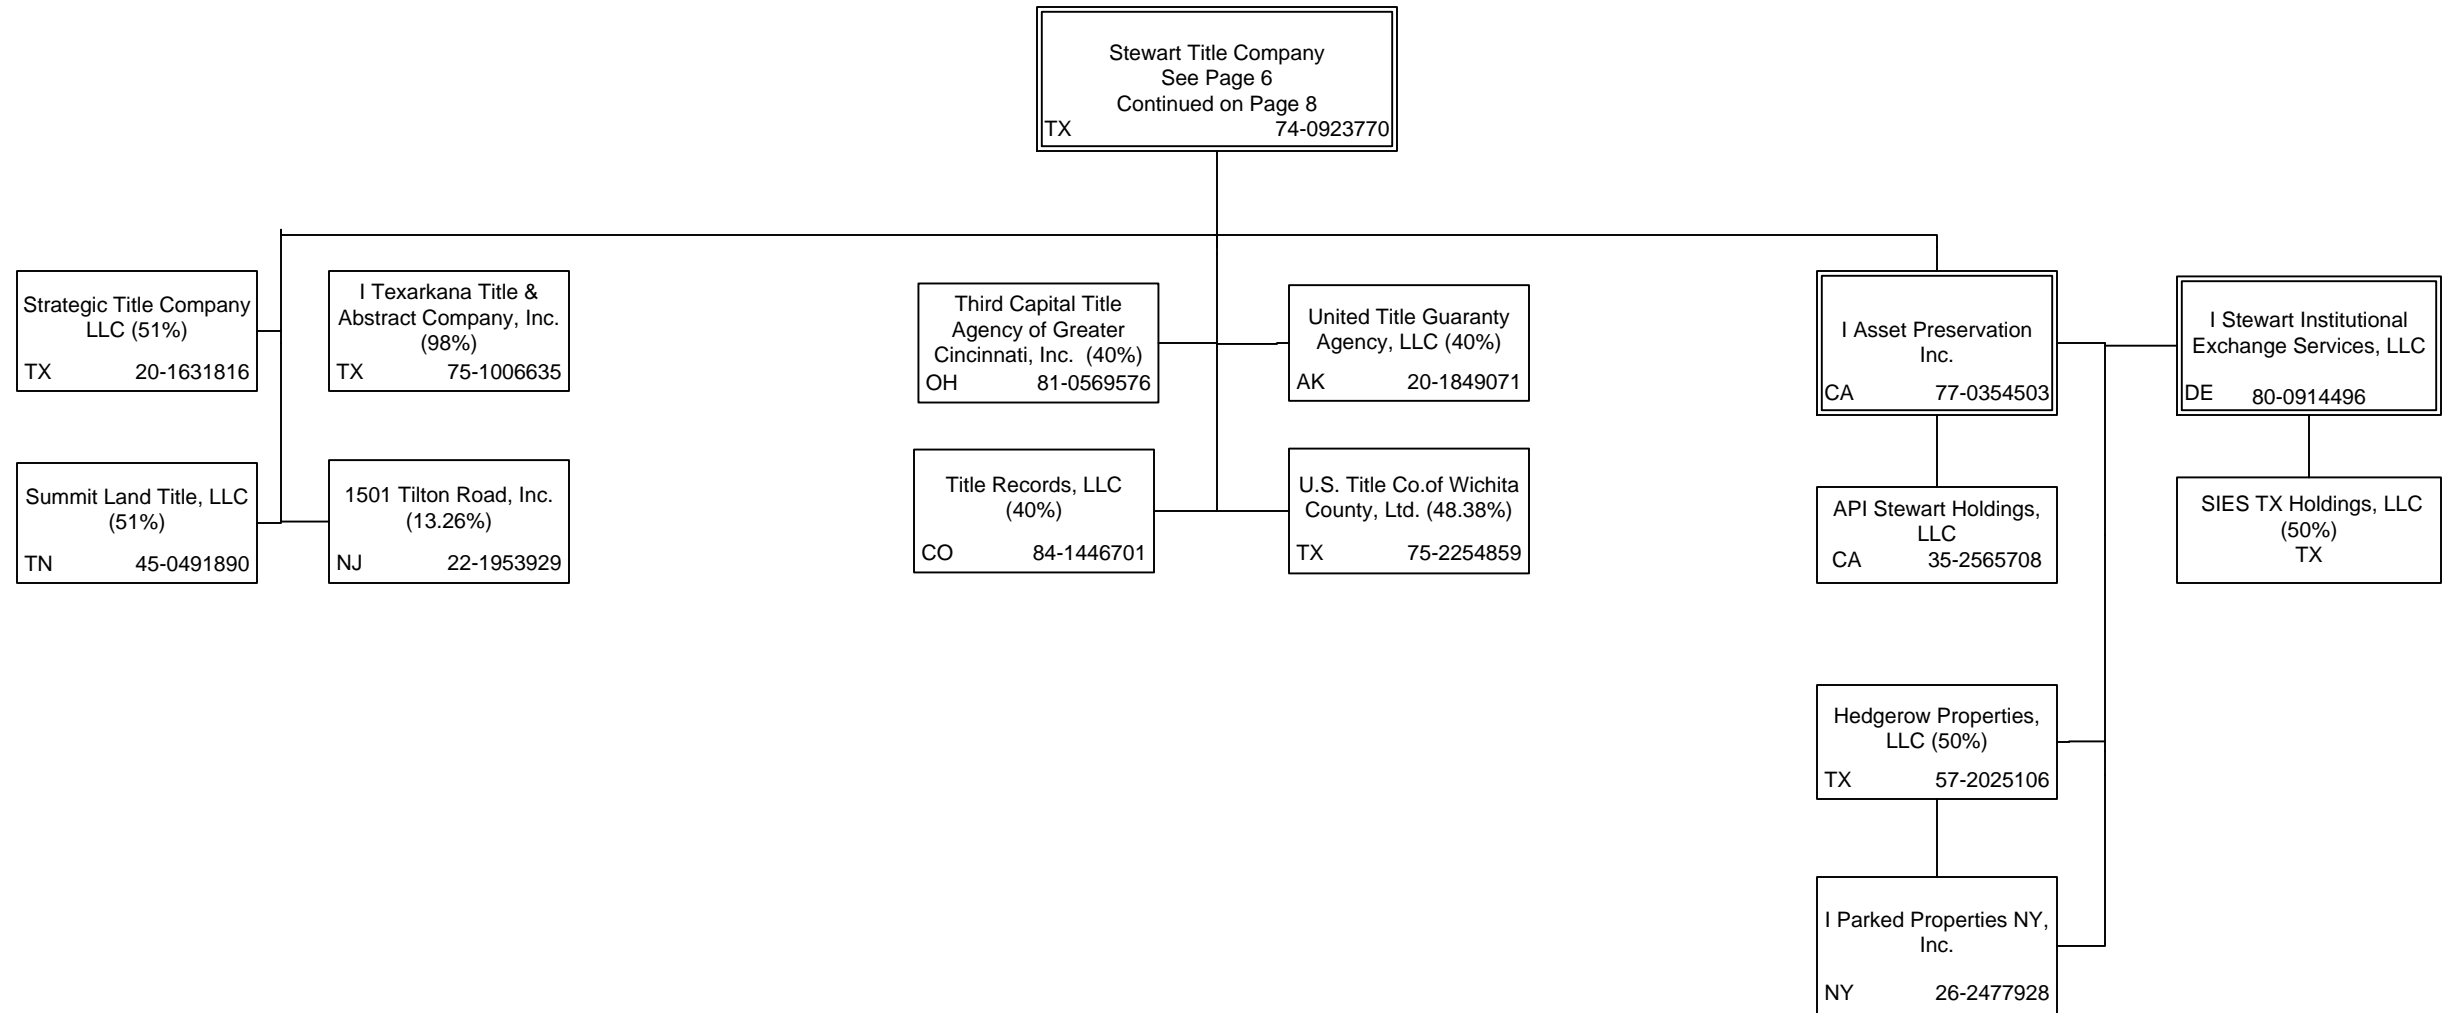 Stewart Title Company
See Page 6
Continued on Page 8
TX 74-0923770
Strategic Title Company
LLC (51%)
TX 20-1631816
I Texarkana Title &
Abstract Company, Inc.
(98%)
TX 75-1006635
Third Capital Title
Agency of Greater
Cincinnati, Inc. (40%)
OH 81-0569576
United Title Guaranty
Agency, LLC (40%)
AK 20-1849071
I Asset Preservation
Inc.
CA 77-0354503
I Stewart Institutional
Exchange Services, LLC
DE 80-0914496
Summit Land Title, LLC
(51%)
TN 45-0491890
1501 Tilton Road, Inc.
(13.26%)
NJ 22-1953929
Title Records, LLC
(40%)
CO 84-1446701
U.S. Title Co.of Wichita
County, Ltd. (48.38%)
TX 75-2254859
API Stewart Holdings,
LLC
CA 35-2565708
SIES TX Holdings, LLC
(50%)
TX
Hedgerow Properties,
LLC (50%)
TX 57-2025106
I Parked Properties NY,
Inc.
NY 26-2477928